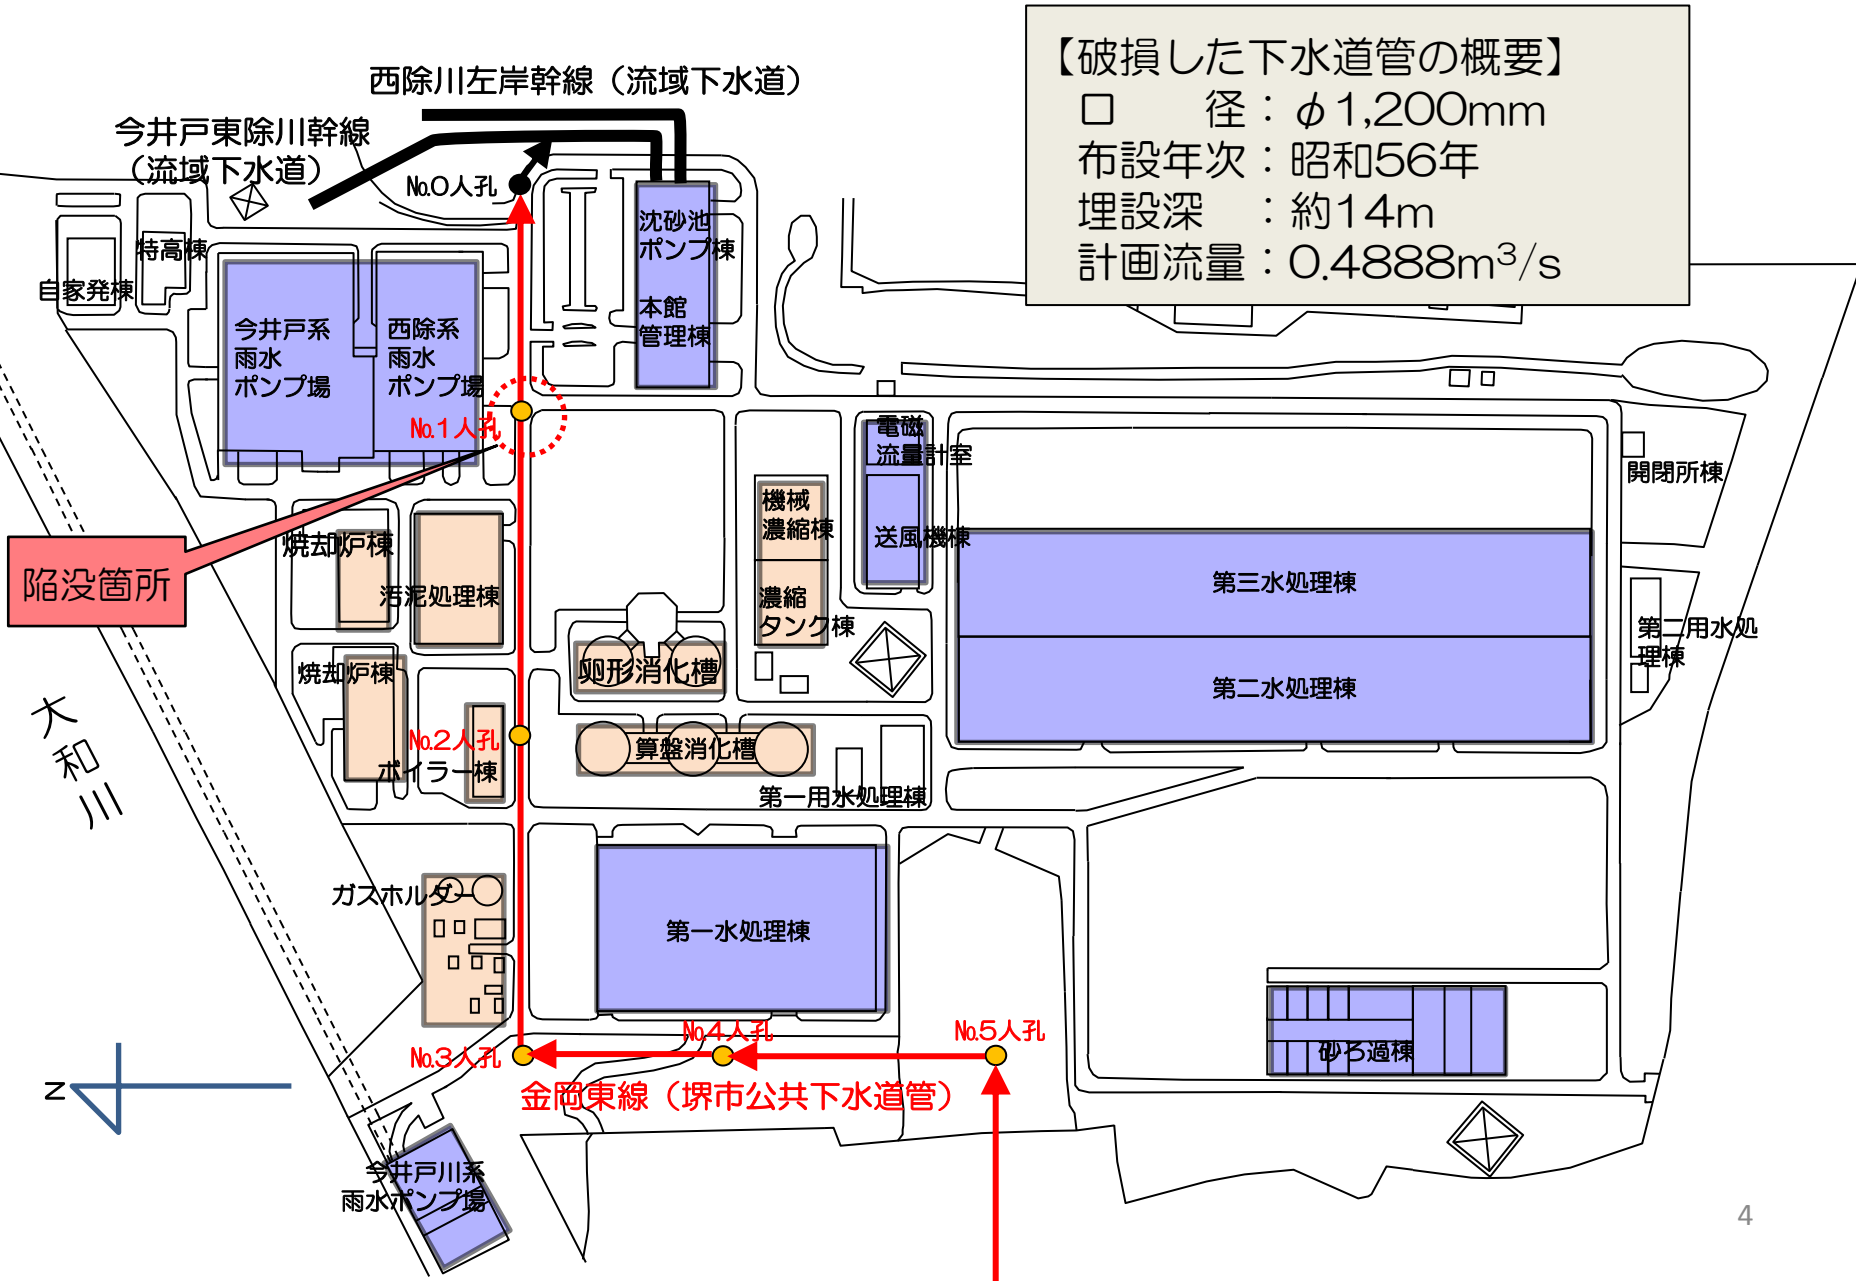 【破損した下水道管の概要】
口　　径：φ1,200mm
布設年次：昭和56年
埋設深　：約14m
計画流量：0.4888m³/s
西除川左岸幹線（流域下水道）
今井戸東除川幹線
（流域下水道）
No.0人孔
沈砂池
ポンプ棟
本館
管理棟
特高棟
自家発棟
今井戸系
雨水
ポンプ場
西除系
雨水
ポンプ場
No.1人孔
電磁
流量計室
開閉所棟
機械
濃縮棟
送風機棟
焼却炉棟
陥没箇所
汚泥処理棟
第三水処理棟
濃縮
タンク棟
第二用水処
理棟
卵形消化槽
焼却炉棟
第二水処理棟
大和川
No.2人孔
算盤消化槽
ボイラー棟
第一用水処理棟
ガスホルダー
第一水処理棟
No.3人孔
No.4人孔
No.5人孔
砂ろ過棟
N
金岡東線（堺市公共下水道管）
今井戸川系
雨水ポンプ場
4